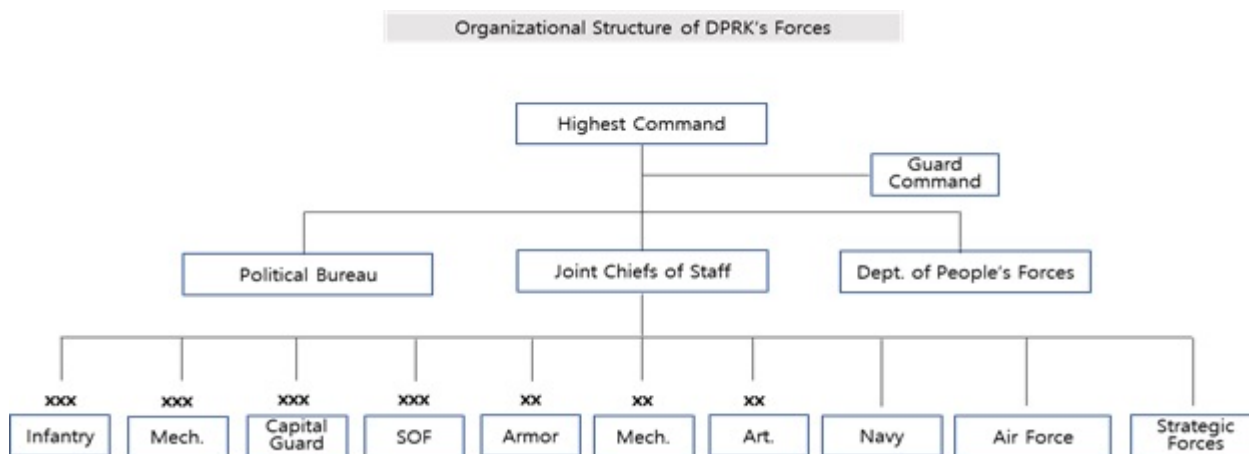 Organizational Structure of DPRK's Forces
Highest Command
Guard
Command
Political Bureau
Joint Chiefs of Staff
Dept. of People's Forces
xxx
xxx
xxx
xxx
xx
xx
xx
Infantry
Mech.
Capital
Guard
SOF
Armor
Mech.
Art.
Navy
Air Force
Strategic
Forces